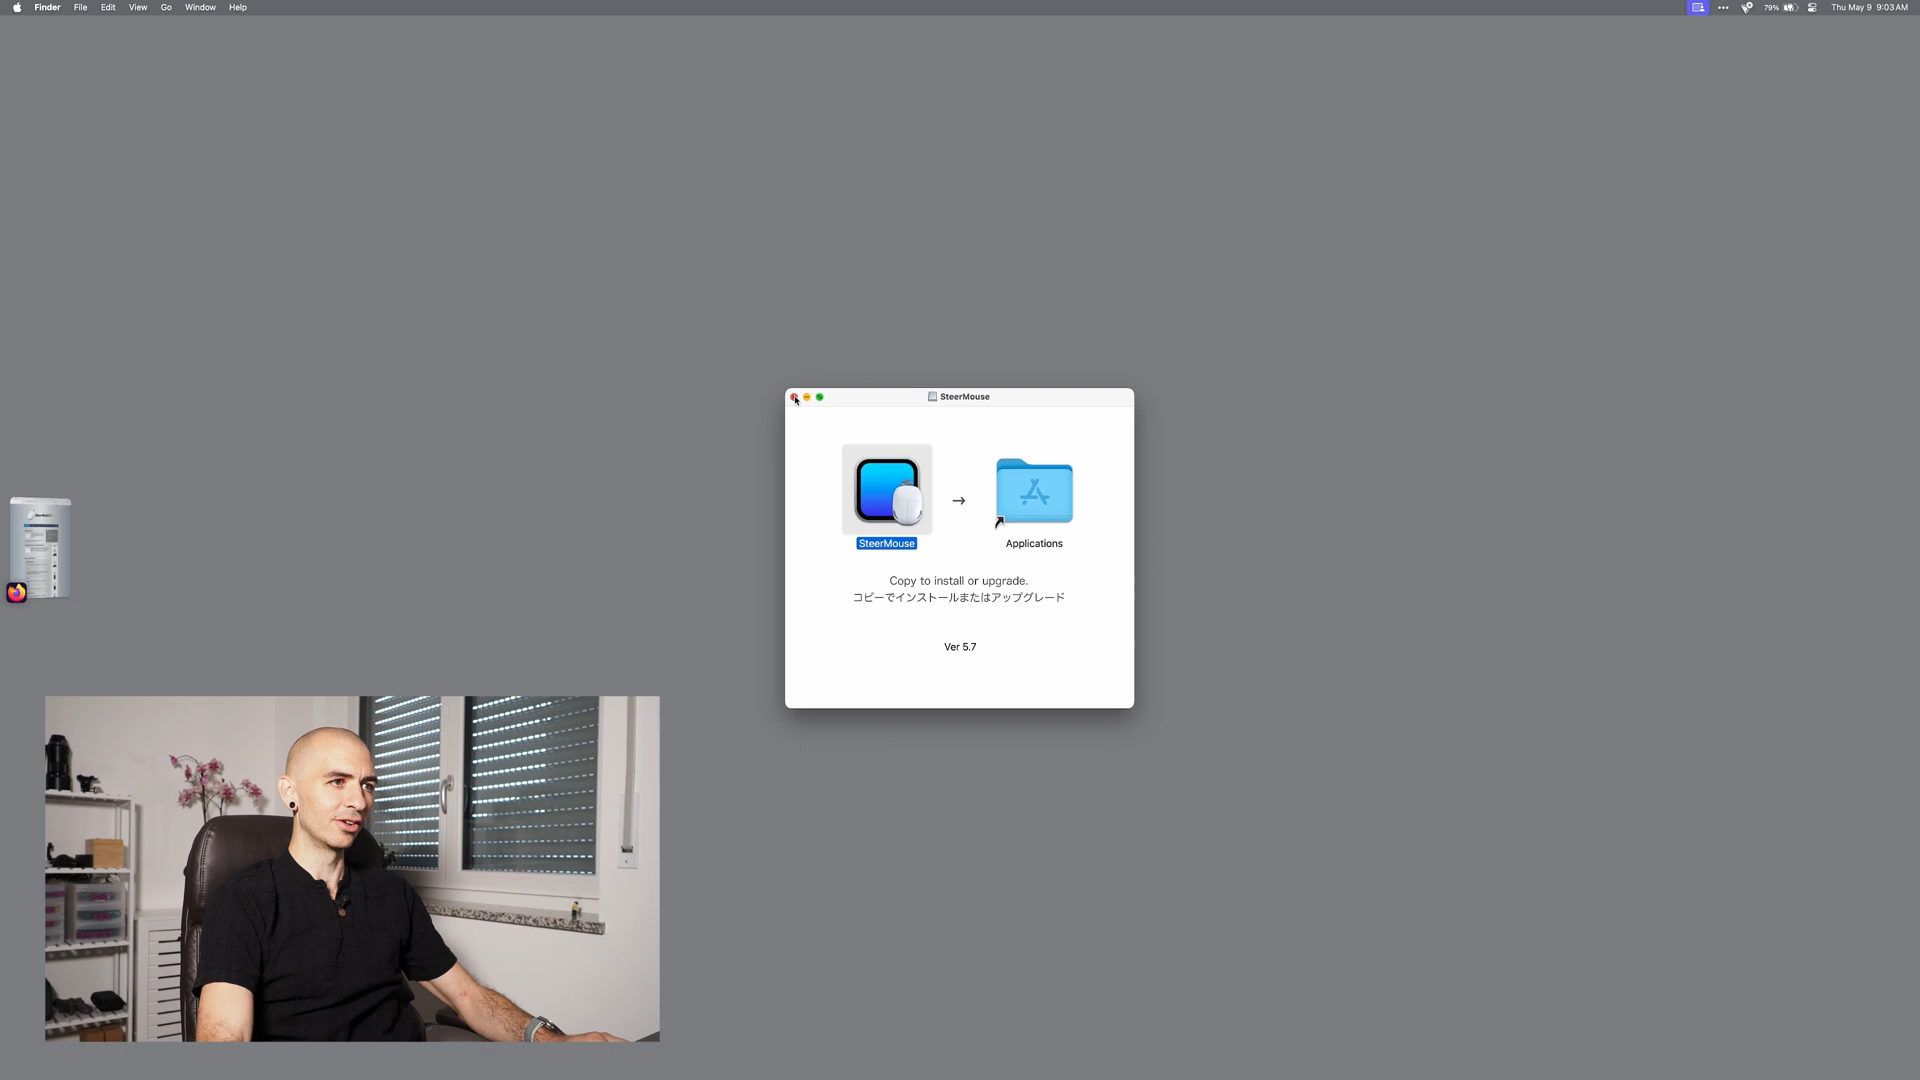 Finder File Edit View Go Window Help
79% Thu May 9 9:03 AM
SteerMouse
SteerMouse
Applications
Copy to install or upgrade.
コピーでインストールまたはアップグレード
Ver 5.7